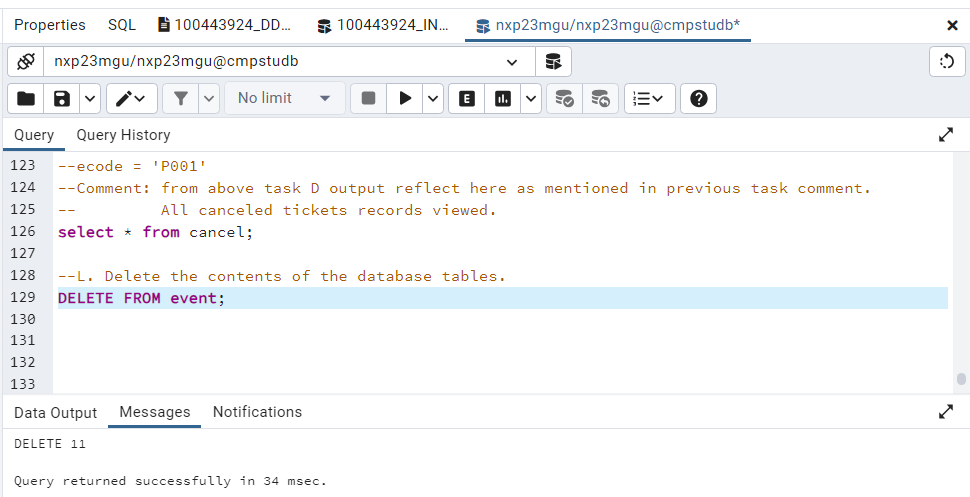 Properties SQL 100443924_DD... 100443924_IN... nxp23mgu/nxp23mgu@cmpstudb*
nxp23mgu/nxp23mgu@cmpstudb
No limit E
Query Query History
123 --ecode = 'P001'
124 --Comment: from above task D output reflect here as mentioned in previous task comment.
125 -- All canceled tickets records viewed.
126 select * from cancel;
127
128 --L. Delete the contents of the database tables.
129 DELETE FROM event;
130
131
132
133
Data Output Messages Notifications
DELETE 11
Query returned successfully in 34 msec.